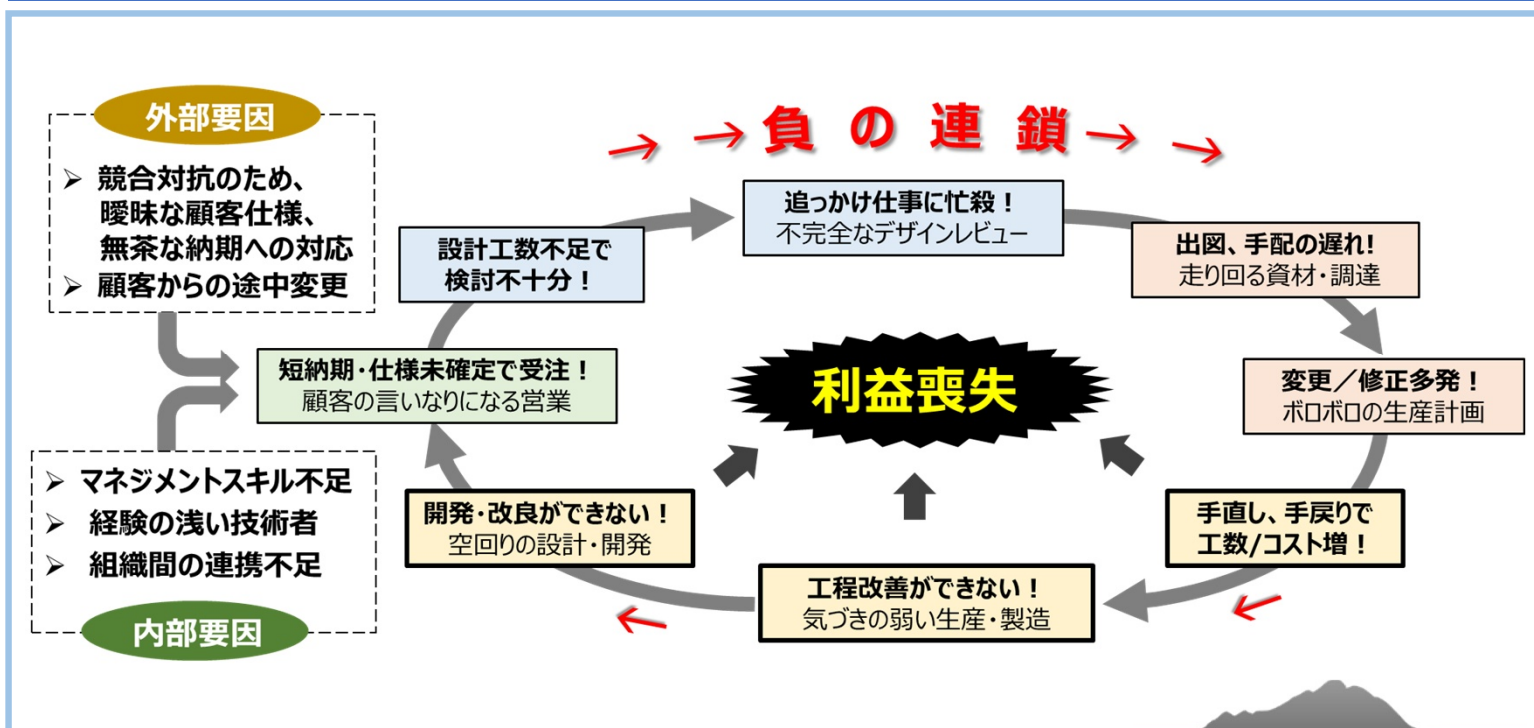 外部要因
➢ 競合対抗のため、
曖昧な顧客仕様、
無茶な納期への対応
➢ 顧客からの途中変更
→ →負の連鎖→ →
設計工数不足で
検討不十分！
追っかけ仕事に忙殺！
不完全なデザインレビュー
出図、手配の遅れ!
走り回る資材・調達
短納期・仕様未確定で受注！
顧客の言いなりになる営業
利益喪失
変更／修正多発！
ボロボロの生産計画
➢ マネジメントスキル不足
➢ 経験の浅い技術者
➢ 組織間の連携不足
内部要因
開発・改良ができない！
空回りの設計・開発
工程改善ができない！
気づきの弱い生産・製造
手直し、手戻りで
工数/コスト増！